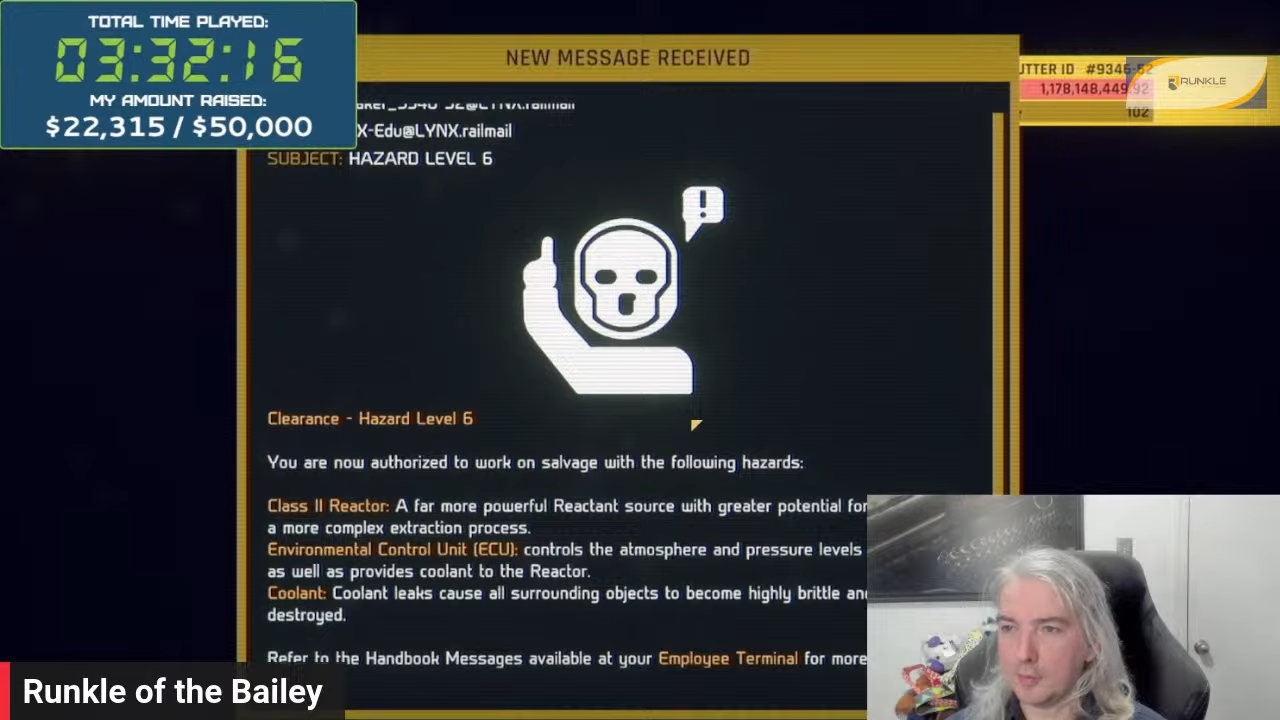 TOTAL TIME PLAYED:
03:32:16
MY AMOUNT RAISED:
$22,315 / $50,000
NEW MESSAGE RECEIVED
UTTER ID #9346-52
RUNKLE
1,178,148,449.92
102
X-Edu@LYNX.railmail
SUBJECT: HAZARD LEVEL 6
!
Clearance - Hazard Level 6
You are now authorized to work on salvage with the following hazards:
Class II Reactor: A far more powerful Reactant source with greater potential for
a more complex extraction process.
Environmental Control Unit (ECU): controls the atmosphere and pressure levels
as well as provides coolant to the Reactor.
Coolant: Coolant leaks cause all surrounding objects to become highly brittle and
destroyed.
Refer to the Handbook Messages available at your Employee Terminal for more
Runkle of the Bailey